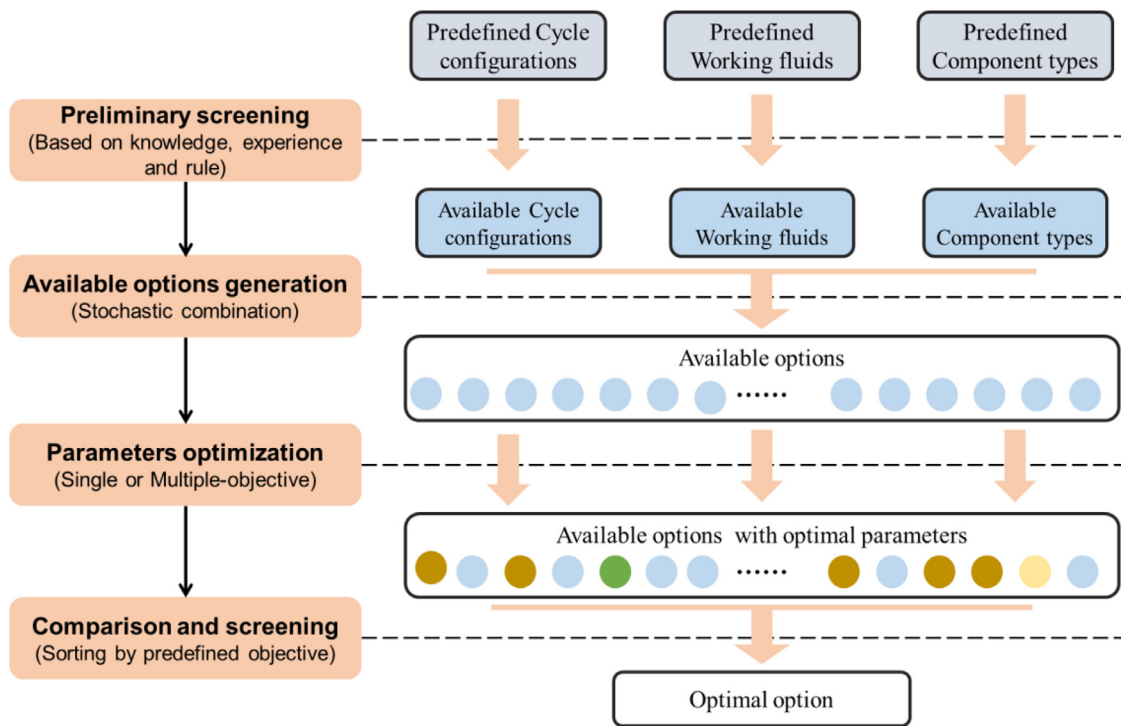 Predefined Cycle
configurations
Predefined
Working fluids
Predefined
Component types
Preliminary screening
(Based on knowledge, experience
and rule)
Available Cycle
configurations
Available
Working fluids
Available
Component types
Available options generation
(Stochastic combination)
Available options
......
Parameters optimization
(Single or Multiple-objective)
Available options with optimal parameters
......
Comparison and screening
(Sorting by predefined objective)
Optimal option